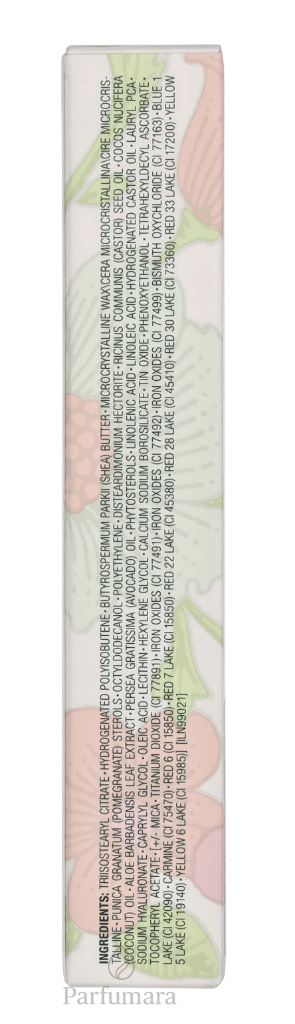 INGREDIENTS: TRIISOSTEARYL CITRATE • HYDROGENATED POLYISOBUTENE • BUTYROSPERMUM PARKII (SHEA) BUTTER • MICROCRYSTALLINE WAX\CERA MICROCRISTALLINA\CIRE MICROCRIS-
TALLINE • PUNICA GRANATUM (POMEGRANATE) STEROLS • OCTYLDODECANOL • POLYETHYLENE • DISTEARDIMONIUM HECTORITE • RICINUS COMMUNIS (CASTOR) SEED OIL • COCOS NUCIFERA
(COCONUT) OIL • ALOE BARBADENSIS LEAF EXTRACT • PERSEA GRATISSIMA (AVOCADO) OIL • PHYTOSTEROLS • LINOLENIC ACID • LINOLEIC ACID • HYDROGENATED CASTOR OIL • LAURYL PCA •
SODIUM HYALURONATE • CAPRYLYL GLYCOL • OLEIC ACID • LECITHIN • HEXYLENE GLYCOL • CALCIUM SODIUM BOROSILICATE • TIN OXIDE • PHENOXYETHANOL • TETRAHEXYLDECYL ASCORBATE •
TOCOPHERYL ACETATE • [+/- MICA • TITANIUM DIOXIDE (CI 77891) • IRON OXIDES (CI 77491) • IRON OXIDES (CI 77492) • IRON OXIDES (CI 77499) • BISMUTH OXYCHLORIDE (CI 77163) • BLUE 1
LAKE (CI 42090) • CARMINE (CI 75470) • RED 6 (CI 15850) • RED 7 LAKE (CI 15850) • RED 22 LAKE (CI 45380) • RED 28 LAKE (CI 45410) • RED 30 LAKE (CI 73360) • RED 33 LAKE (CI 17200) • YELLOW
5 LAKE (CI 19140) • YELLOW 6 LAKE (CI 15985)] [ILN99021]
Parfumara